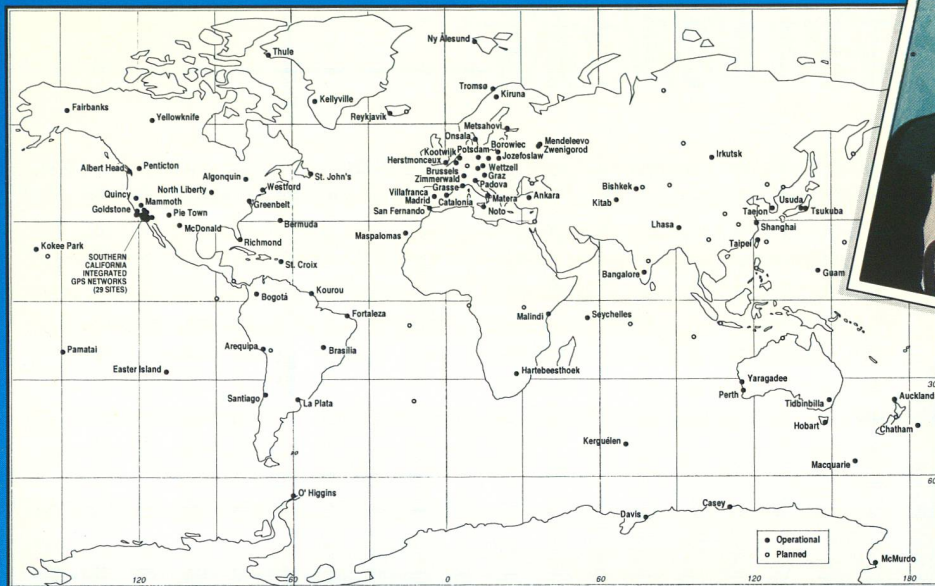 Ny Ålesund
Thule
Tromsø
Kiruna
Kellyville
Reykjavik
Fairbanks
Yellowknife
Metsahovi
Onsala
Borowiec
Mendeleevo
Zwenigorod
Kootwijk
Potsdam
Jozefoslaw
Irkutsk
Herstmonceux
Wettzell
Albert Head
Penticton
Algonquin
St. John's
Brussels
Graz
Zimmerwald
Padova
Bishkek
Quincy
North Liberty
Westford
Grasse
Villafranca
Matera
Ankara
Kitab
Usuda
Mammoth
Greenbelt
Madrid
Catalonia
Taejon
Tsukuba
Goldstone
Pie Town
San Fernando
Noto
Lhasa
Shanghai
McDonald
Bermuda
Maspalomas
Taipei
Kokee Park
Richmond
SOUTHERN
CALIFORNIA
INTEGRATED
GPS NETWORKS
(29 SITES)
St. Croix
Bangalore
Guam
Bogotá
Kourou
Fortaleza
Malindi
Seychelles
Pamatai
Arequipa
Brasilia
Easter Island
Hartebeesthoek
Yaragadee
30
Santiago
La Plata
Perth
Tidbinbilla
Auckland
Hobart
Chatham
Kerguélen
Macquarie
60
O' Higgins
Davis
Casey
Operational
Planned
McMurdo
120
60
0
60
120
180